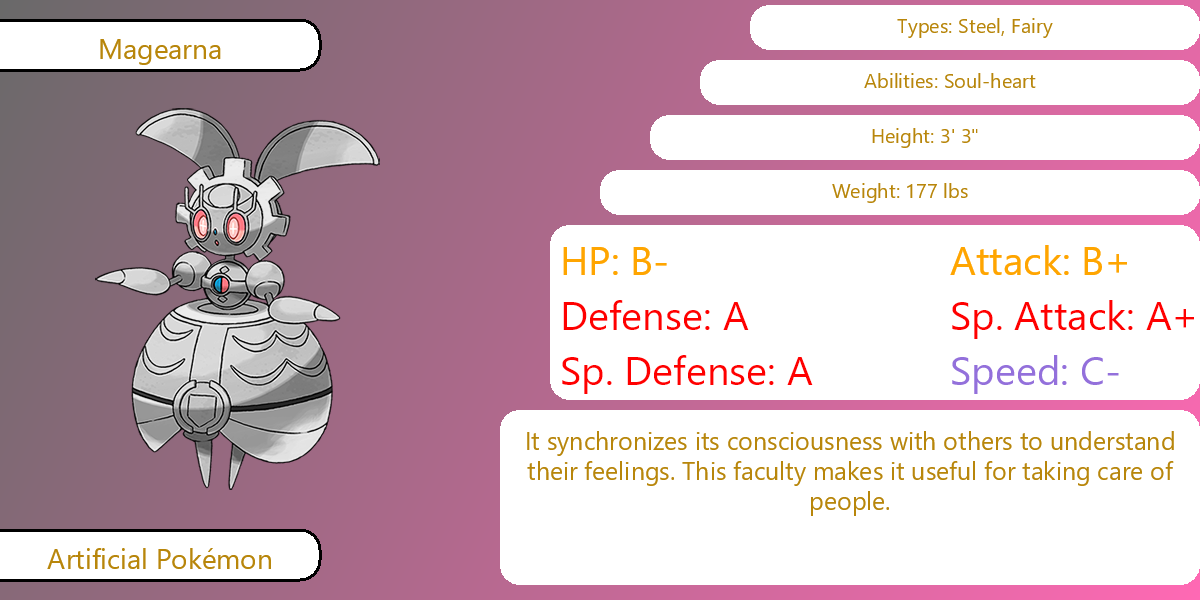 Magearna
Types: Steel, Fairy
Abilities: Soul-heart
Height: 3' 3"
Weight: 177 lbs
HP: B-
Attack: B+
Defense: A
Sp. Attack: A+
Sp. Defense: A
Speed: C-
It synchronizes its consciousness with others to understand
their feelings. This faculty makes it useful for taking care of
people.
Artificial Pokémon